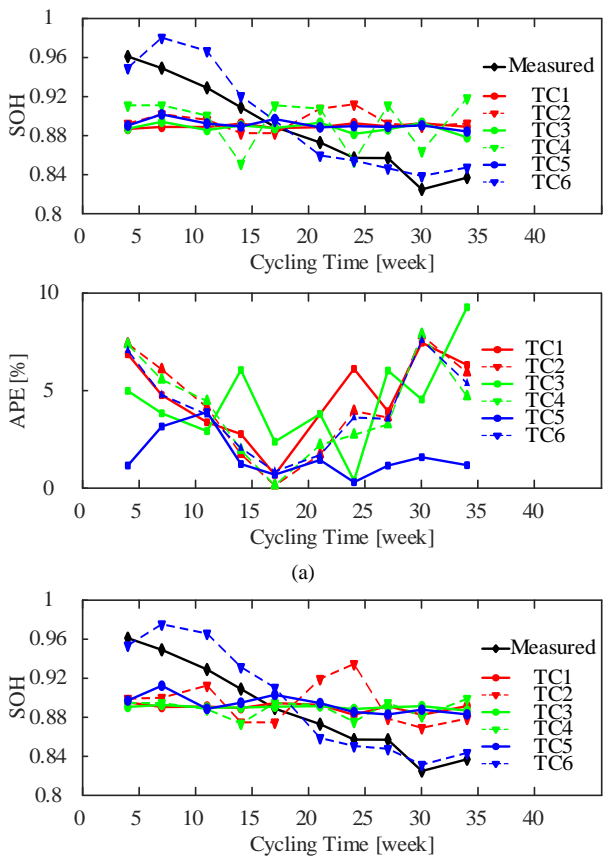 1
0.96
0.92
0.88
0.84
0.8
SOH
0 5 10 15 20 25 30 35 40
Cycling Time [week]
Measured
TC1
TC2
TC3
TC4
TC5
TC6
10
5
0
APE [%]
0 5 10 15 20 25 30 35 40
Cycling Time [week]
TC1
TC2
TC3
TC4
TC5
TC6
(a)
1
0.96
0.92
0.88
0.84
0.8
SOH
0 5 10 15 20 25 30 35 40
Cycling Time [week]
Measured
TC1
TC2
TC3
TC4
TC5
TC6